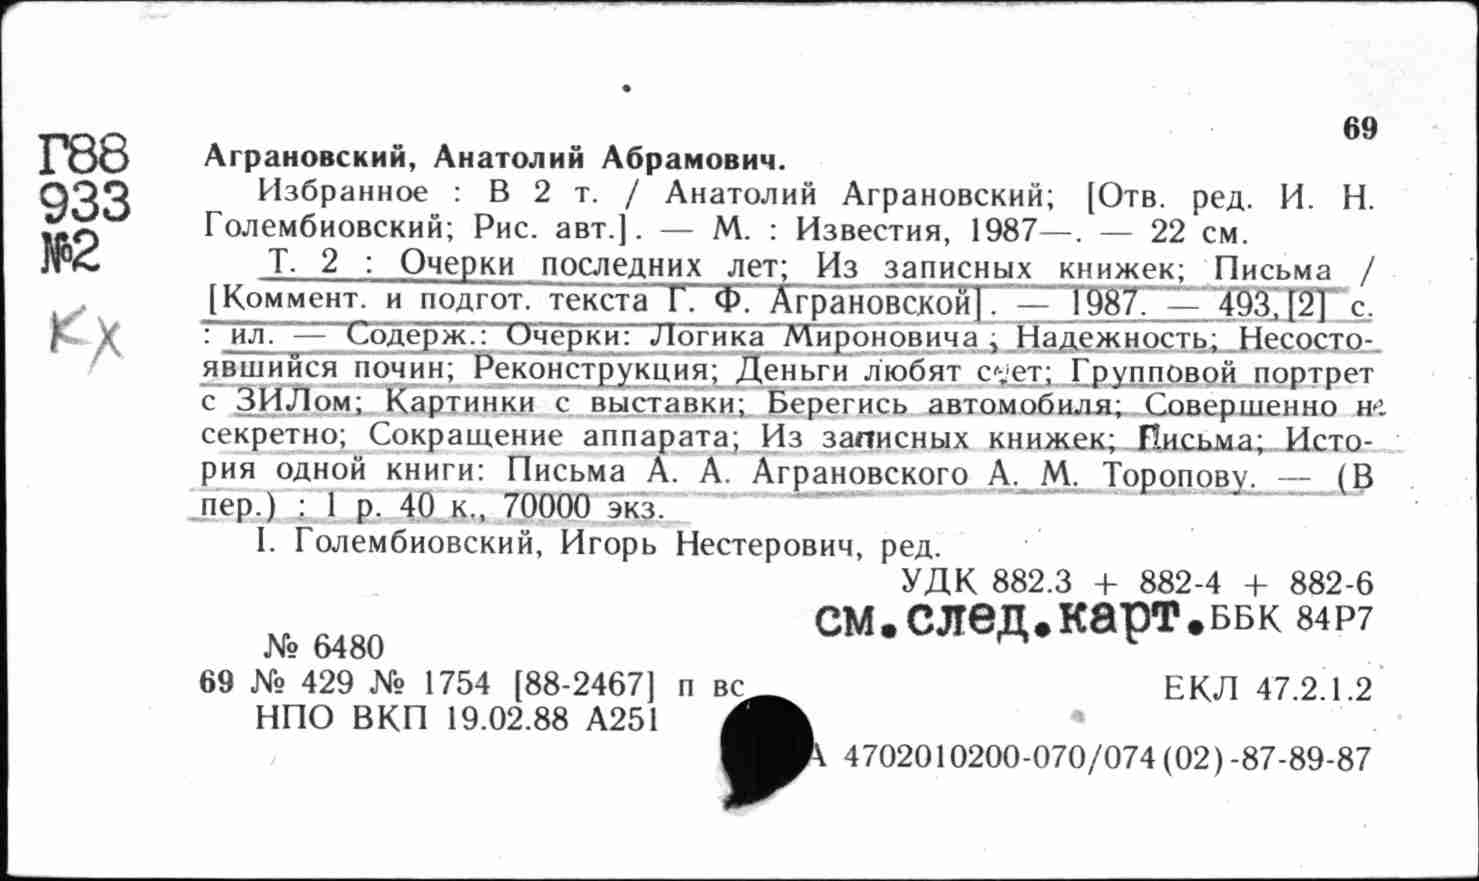 69
Г88
933
№2
Кх
Аграновский, Анатолий Абрамович.
Избранное : В 2 т. / Анатолий Аграновский; [Отв. ред. И. Н.
Голембиовский; Рис. авт.]. — М. : Известия, 1987—. — 22 см.
Т. 2 : Очерки последних лет; Из записных книжек; Письма /
[Коммент. и подгот. текста Г. Ф. Аграновской]. — 1987. — 493,[2] с.
: ил. — Содерж.: Очерки: Логика Мироновича ; Надежность; Несосто-
явшийся почин; Реконструкция; Деньги любят счет; Групповой портрет
с ЗИЛом; Картинки с выставки; Берегись автомобиля; Совершенно не
секретно; Сокращение аппарата; Из записных книжек; Письма; Исто-
рия одной книги: Письма А. А. Аграновского А. М. Торопову. — (В
пер.) : 1 р. 40 к., 70000 экз.
I. Голембиовский, Игорь Нестерович, ред.
УДК 882.3 + 882-4 + 882-6
см.след.карт. ББК 84Р7
№ 6480
69 № 429 № 1754 [88-2467] п вс ЕКЛ 47.2.1.2
НПО ВКП 19.02.88 А251
А 4702010200-070/074(02)-87-89-87